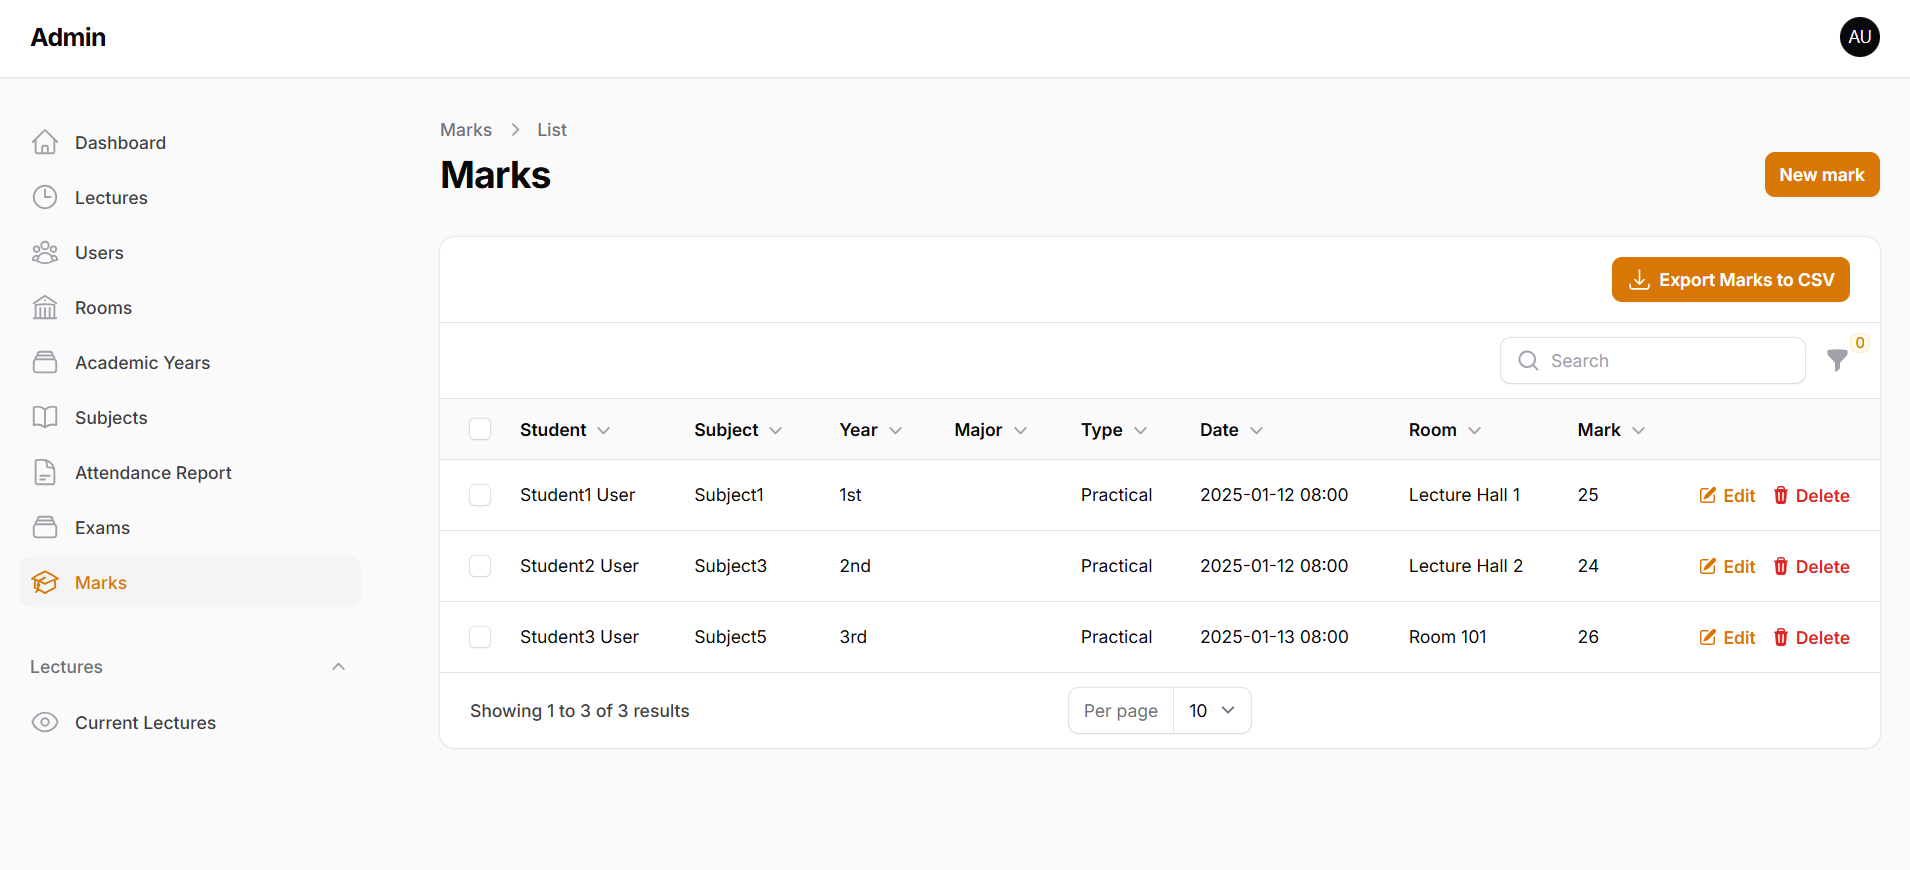 Admin
AU
Dashboard
Lectures
Users
Rooms
Academic Years
Subjects
Attendance Report
Exams
Marks
Lectures
Current Lectures
Marks List
Marks
New mark
Export Marks to CSV
Search
0
Student Subject Year Major Type Date Room Mark
Student1 User Subject1 1st Practical 2025-01-12 08:00 Lecture Hall 1 25 Edit Delete
Student2 User Subject3 2nd Practical 2025-01-12 08:00 Lecture Hall 2 24 Edit Delete
Student3 User Subject5 3rd Practical 2025-01-13 08:00 Room 101 26 Edit Delete
Showing 1 to 3 of 3 results
Per page 10